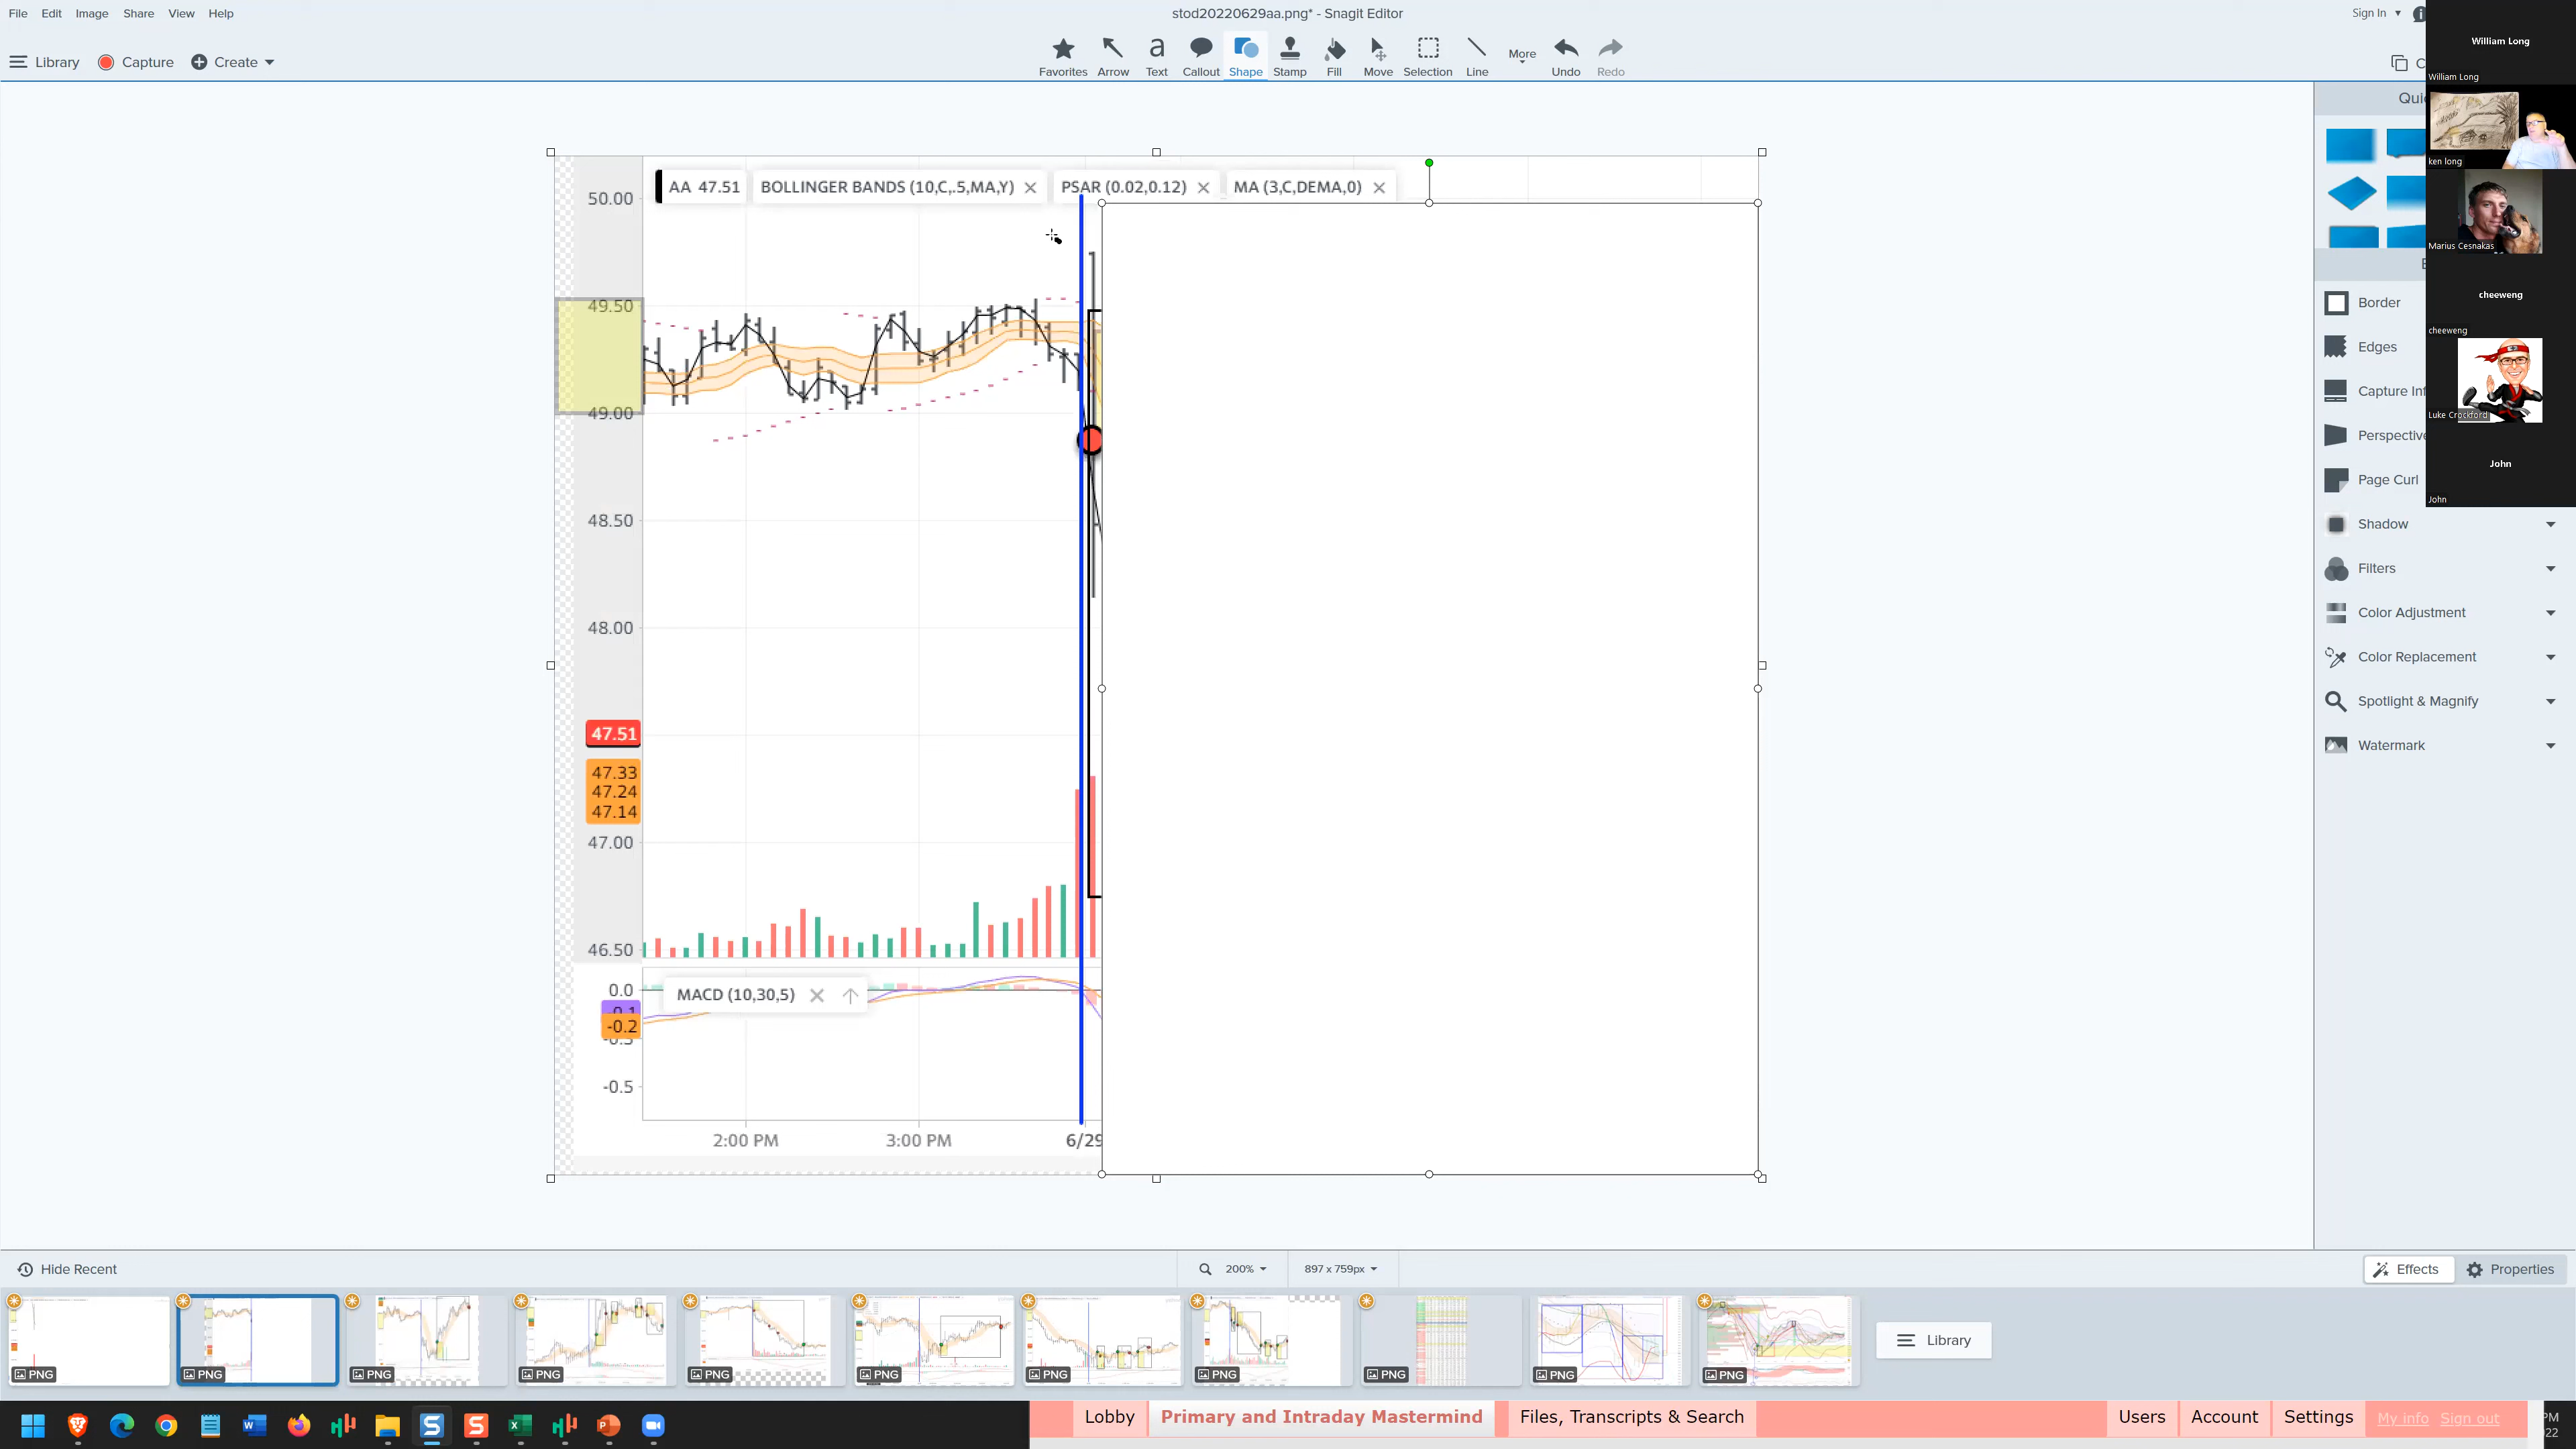 File Edit Image Share View Help
stod20220629aa.png* - Snagit Editor
Sign In
Library Capture Create
Favorites Arrow Text Callout Shape Stamp Fill Move Selection Line More Undo Redo
William Long
William Long
ken long
Marius Cesnakas
cheeweng
cheeweng
Luke Crockford
John
John
Border
Edges
Perspective
Page Curl
Shadow
Filters
Color Adjustment
Color Replacement
Spotlight & Magnify
Watermark
AA 47.51 BOLLINGER BANDS (10,C,.5,MA,Y) PSAR (0.02,0.12) MA (3,C,DEMA,0)
50.00
49.50
49.00
48.50
48.00
47.51
47.33
47.24
47.14
47.00
46.50
0.0
-0.2
-0.5
MACD (10,30,5)
2:00 PM 3:00 PM 6/29
Hide Recent
200% 897 x 759px
Effects Properties
PNG PNG PNG PNG PNG PNG PNG PNG PNG PNG PNG
Library
Lobby Primary and Intraday Mastermind Files, Transcripts & Search Users Account Settings My info Sign out